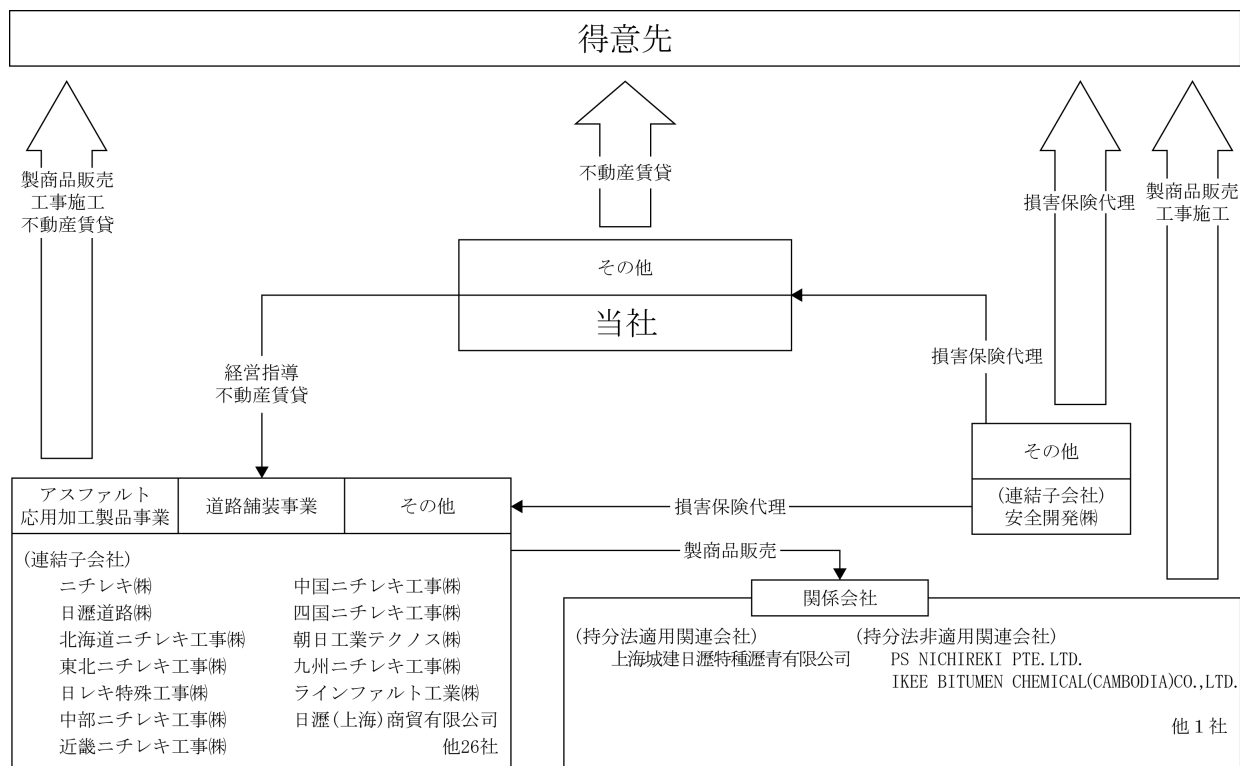 得意先
製商品販売
工事施工
不動産賃貸
不動産賃貸
損害保険代理
製商品販売
工事施工
その他
当社
経営指導
不動産賃貸
損害保険代理
その他
(連結子会社)
安全開発㈱
アスファルト
応用加工製品事業
道路舗装事業
その他
損害保険代理
製商品販売
(連結子会社)
ニチレキ㈱
日瀝道路㈱
北海道ニチレキ工事㈱
東北ニチレキ工事㈱
日レキ特殊工事㈱
中部ニチレキ工事㈱
近畿ニチレキ工事㈱
中国ニチレキ工事㈱
四国ニチレキ工事㈱
朝日工業テクノス㈱
九州ニチレキ工事㈱
ラインファルト工業㈱
日瀝(上海)商貿有限公司
他26社
関係会社
(持分法適用関連会社)
上海城建日瀝特種瀝青有限公司
(持分法非適用関連会社)
PS NICHIREKI PTE.LTD.
IKEE BITUMEN CHEMICAL(CAMBODIA)CO.,LTD.
他１社